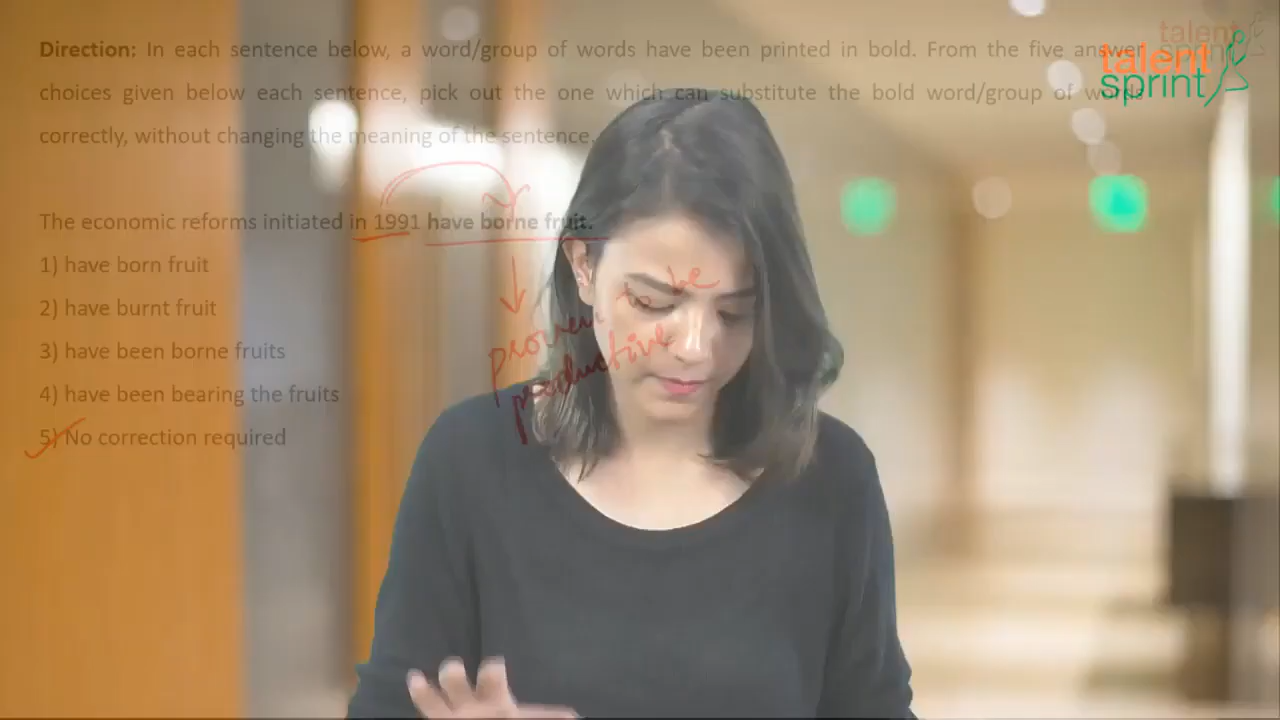 talent
sprint
talent
sprint
Direction: In each sentence below, a word/group of words have been printed in bold. From the five answer
choices given below each sentence, pick out the one which can substitute the bold word/group of words
correctly, without changing the meaning of the sentence.
The economic reforms initiated in 1991 have borne fruit.
1) have born fruit
2) have burnt fruit
3) have been borne fruits
4) have been bearing the fruits
5) No correction required
proven to be
productive